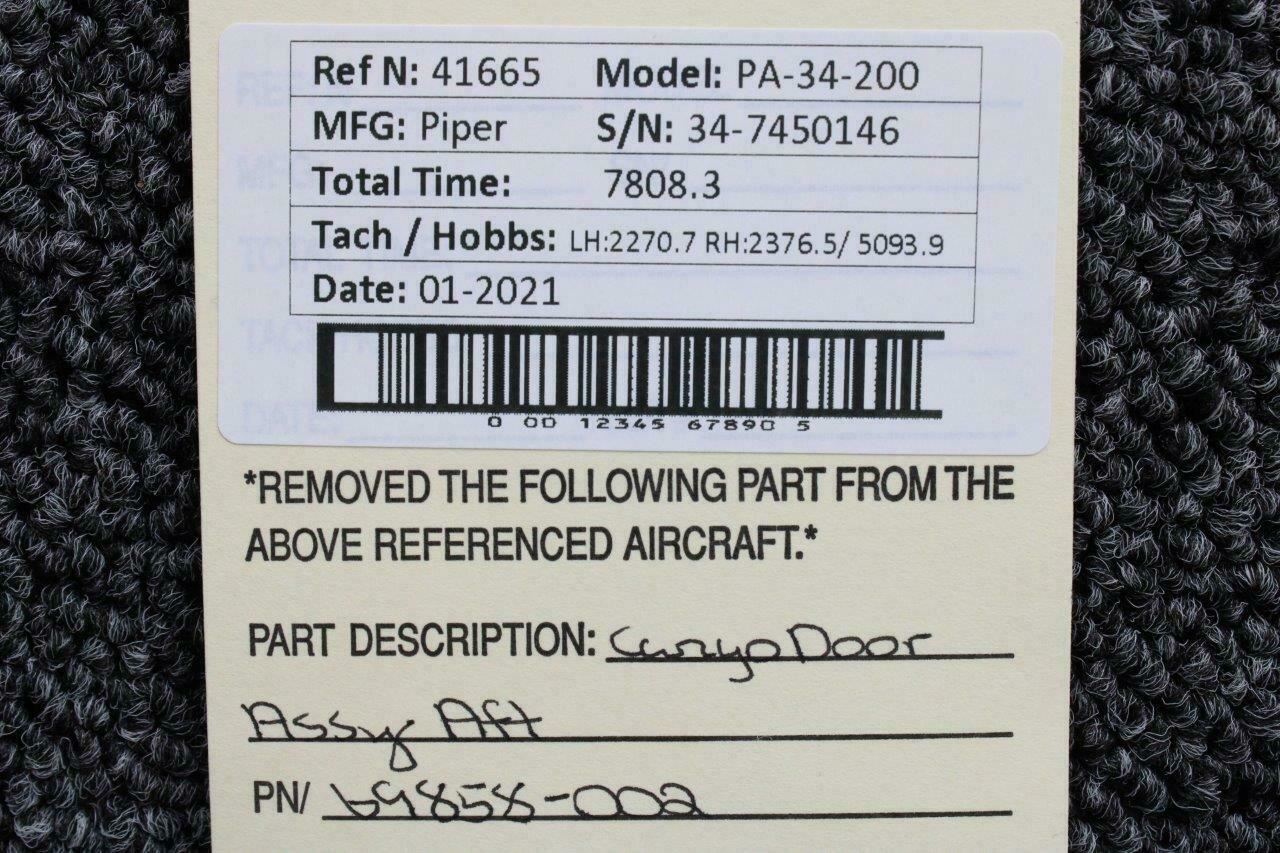 Ref N: 41665 Model: PA-34-200
MFG: Piper S/N: 34-7450146
Total Time: 7808.3
Tach / Hobbs: LH:2270.7 RH:2376.5/ 5093.9
Date: 01-2021
0 00 12345 67890 5
*REMOVED THE FOLLOWING PART FROM THE
ABOVE REFERENCED AIRCRAFT.*
PART DESCRIPTION: Cargo Door
Assy Aft
PN/ 69858-002